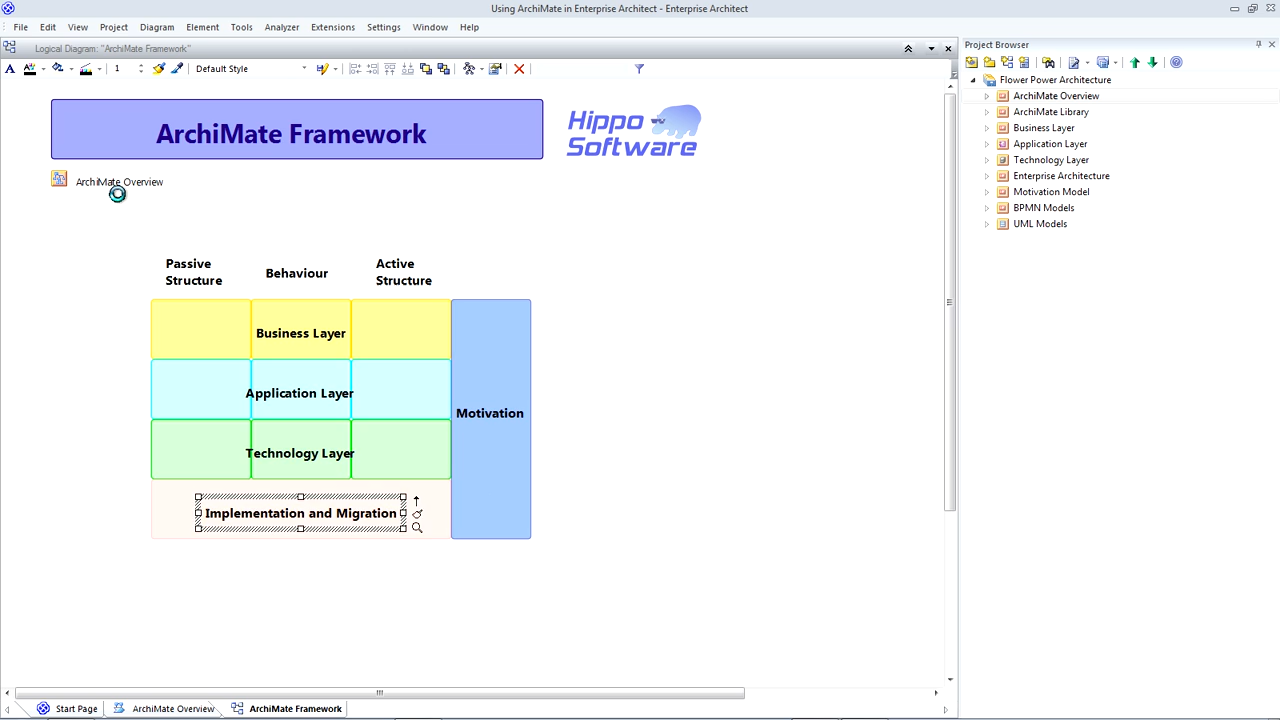 Using ArchiMate in Enterprise Architect - Enterprise Architect
File Edit View Project Diagram Element Tools Analyzer Extensions Settings Window Help
Logical Diagram: "ArchiMate Framework"
1 Default Style
ArchiMate Framework
Hippo
Software
ArchiMate Overview
Passive
Structure
Behaviour
Active
Structure
Business Layer
Application Layer
Motivation
Technology Layer
Implementation and Migration
Start Page ArchiMate Overview ArchiMate Framework
Project Browser
Flower Power Architecture
ArchiMate Overview
ArchiMate Library
Business Layer
Application Layer
Technology Layer
Enterprise Architecture
Motivation Model
BPMN Models
UML Models